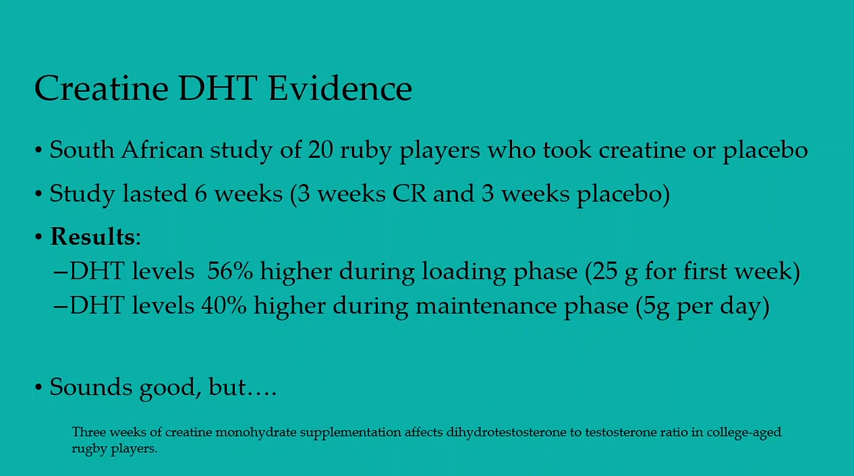 Creatine DHT Evidence
• South African study of 20 ruby players who took creatine or placebo
• Study lasted 6 weeks (3 weeks CR and 3 weeks placebo)
• Results:
–DHT levels  56% higher during loading phase (25 g for first week)
–DHT levels 40% higher during maintenance phase (5g per day)
• Sounds good, but….
Three weeks of creatine monohydrate supplementation affects dihydrotestosterone to testosterone ratio in college-aged
rugby players.